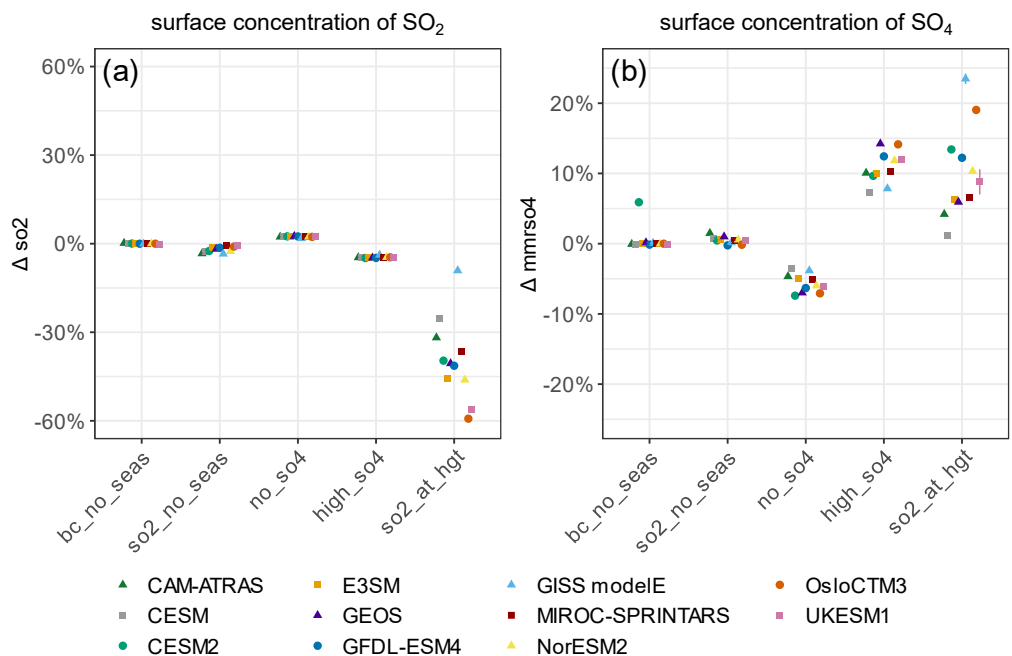 surface concentration of SO₂
surface concentration of SO₄
(a)
(b)
Δ so2
60%
30%
0%
-30%
-60%
Δ mmrso4
20%
10%
0%
-10%
-20%
bc_no_seas
so2_no_seas
no_so4
high_so4
so2_at_hgt
bc_no_seas
so2_no_seas
no_so4
high_so4
so2_at_hgt
CAM-ATRAS
E3SM
GISS modelE
OsloCTM3
CESM
GEOS
MIROC-SPRINTARS
UKESM1
CESM2
GFDL-ESM4
NorESM2